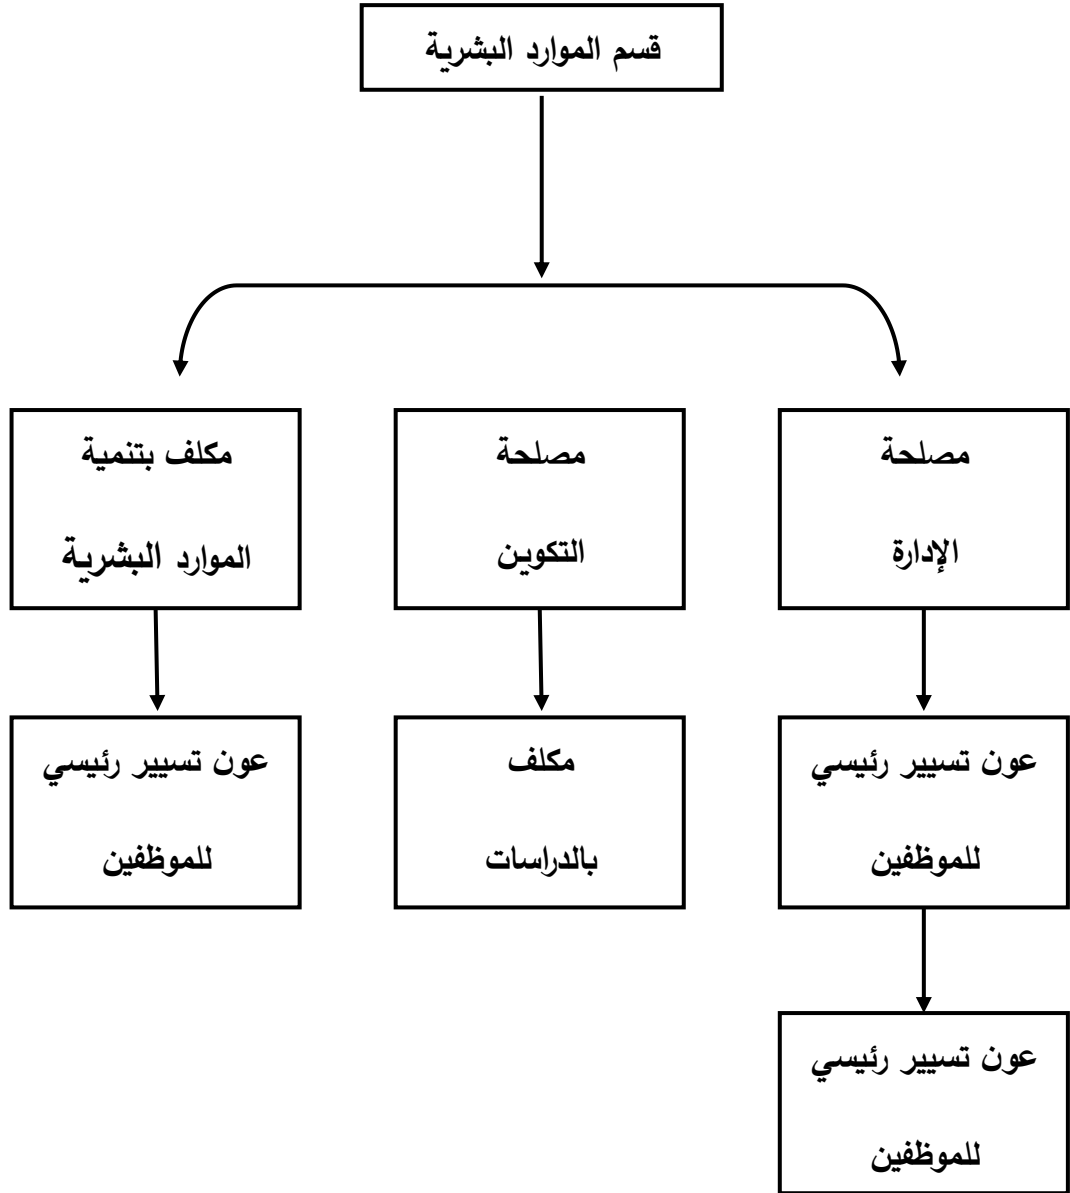 قسم الموارد البشرية
مصلحة
الإدارة
مصلحة
التكوين
مكلف بتنمية
الموارد البشرية
عون تسيير رئيسي
للموظفين
مكلف
بالدراسات
عون تسيير رئيسي
للموظفين
عون تسيير رئيسي
للموظفين